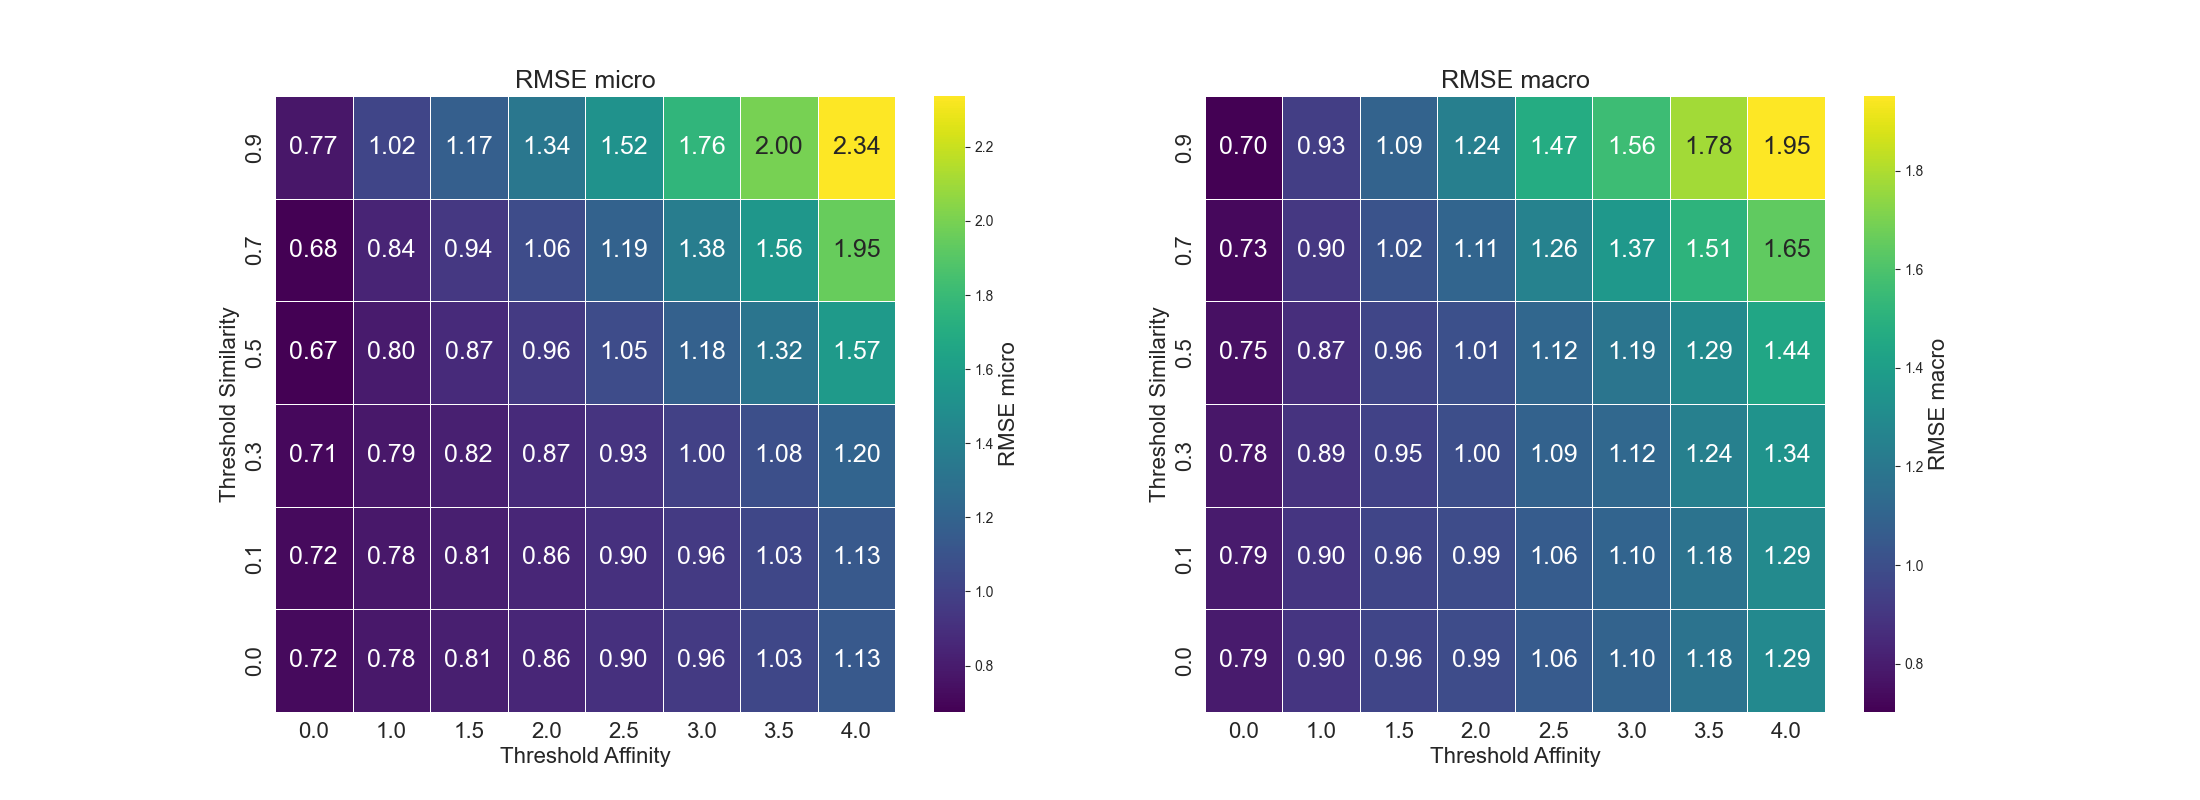 RMSE micro
0.9 0.77 1.02 1.17 1.34 1.52 1.76 2.00 2.34
0.7 0.68 0.84 0.94 1.06 1.19 1.38 1.56 1.95
0.5 0.67 0.80 0.87 0.96 1.05 1.18 1.32 1.57
0.3 0.71 0.79 0.82 0.87 0.93 1.00 1.08 1.20
0.1 0.72 0.78 0.81 0.86 0.90 0.96 1.03 1.13
0.0 0.72 0.78 0.81 0.86 0.90 0.96 1.03 1.13
0.0 1.0 1.5 2.0 2.5 3.0 3.5 4.0
Threshold Affinity
Threshold Similarity
2.2
2.0
1.8
1.6
1.4
1.2
1.0
0.8
RMSE micro
RMSE macro
0.9 0.70 0.93 1.09 1.24 1.47 1.56 1.78 1.95
0.7 0.73 0.90 1.02 1.11 1.26 1.37 1.51 1.65
0.5 0.75 0.87 0.96 1.01 1.12 1.19 1.29 1.44
0.3 0.78 0.89 0.95 1.00 1.09 1.12 1.24 1.34
0.1 0.79 0.90 0.96 0.99 1.06 1.10 1.18 1.29
0.0 0.79 0.90 0.96 0.99 1.06 1.10 1.18 1.29
0.0 1.0 1.5 2.0 2.5 3.0 3.5 4.0
Threshold Affinity
Threshold Similarity
1.8
1.6
1.4
1.2
1.0
0.8
RMSE macro